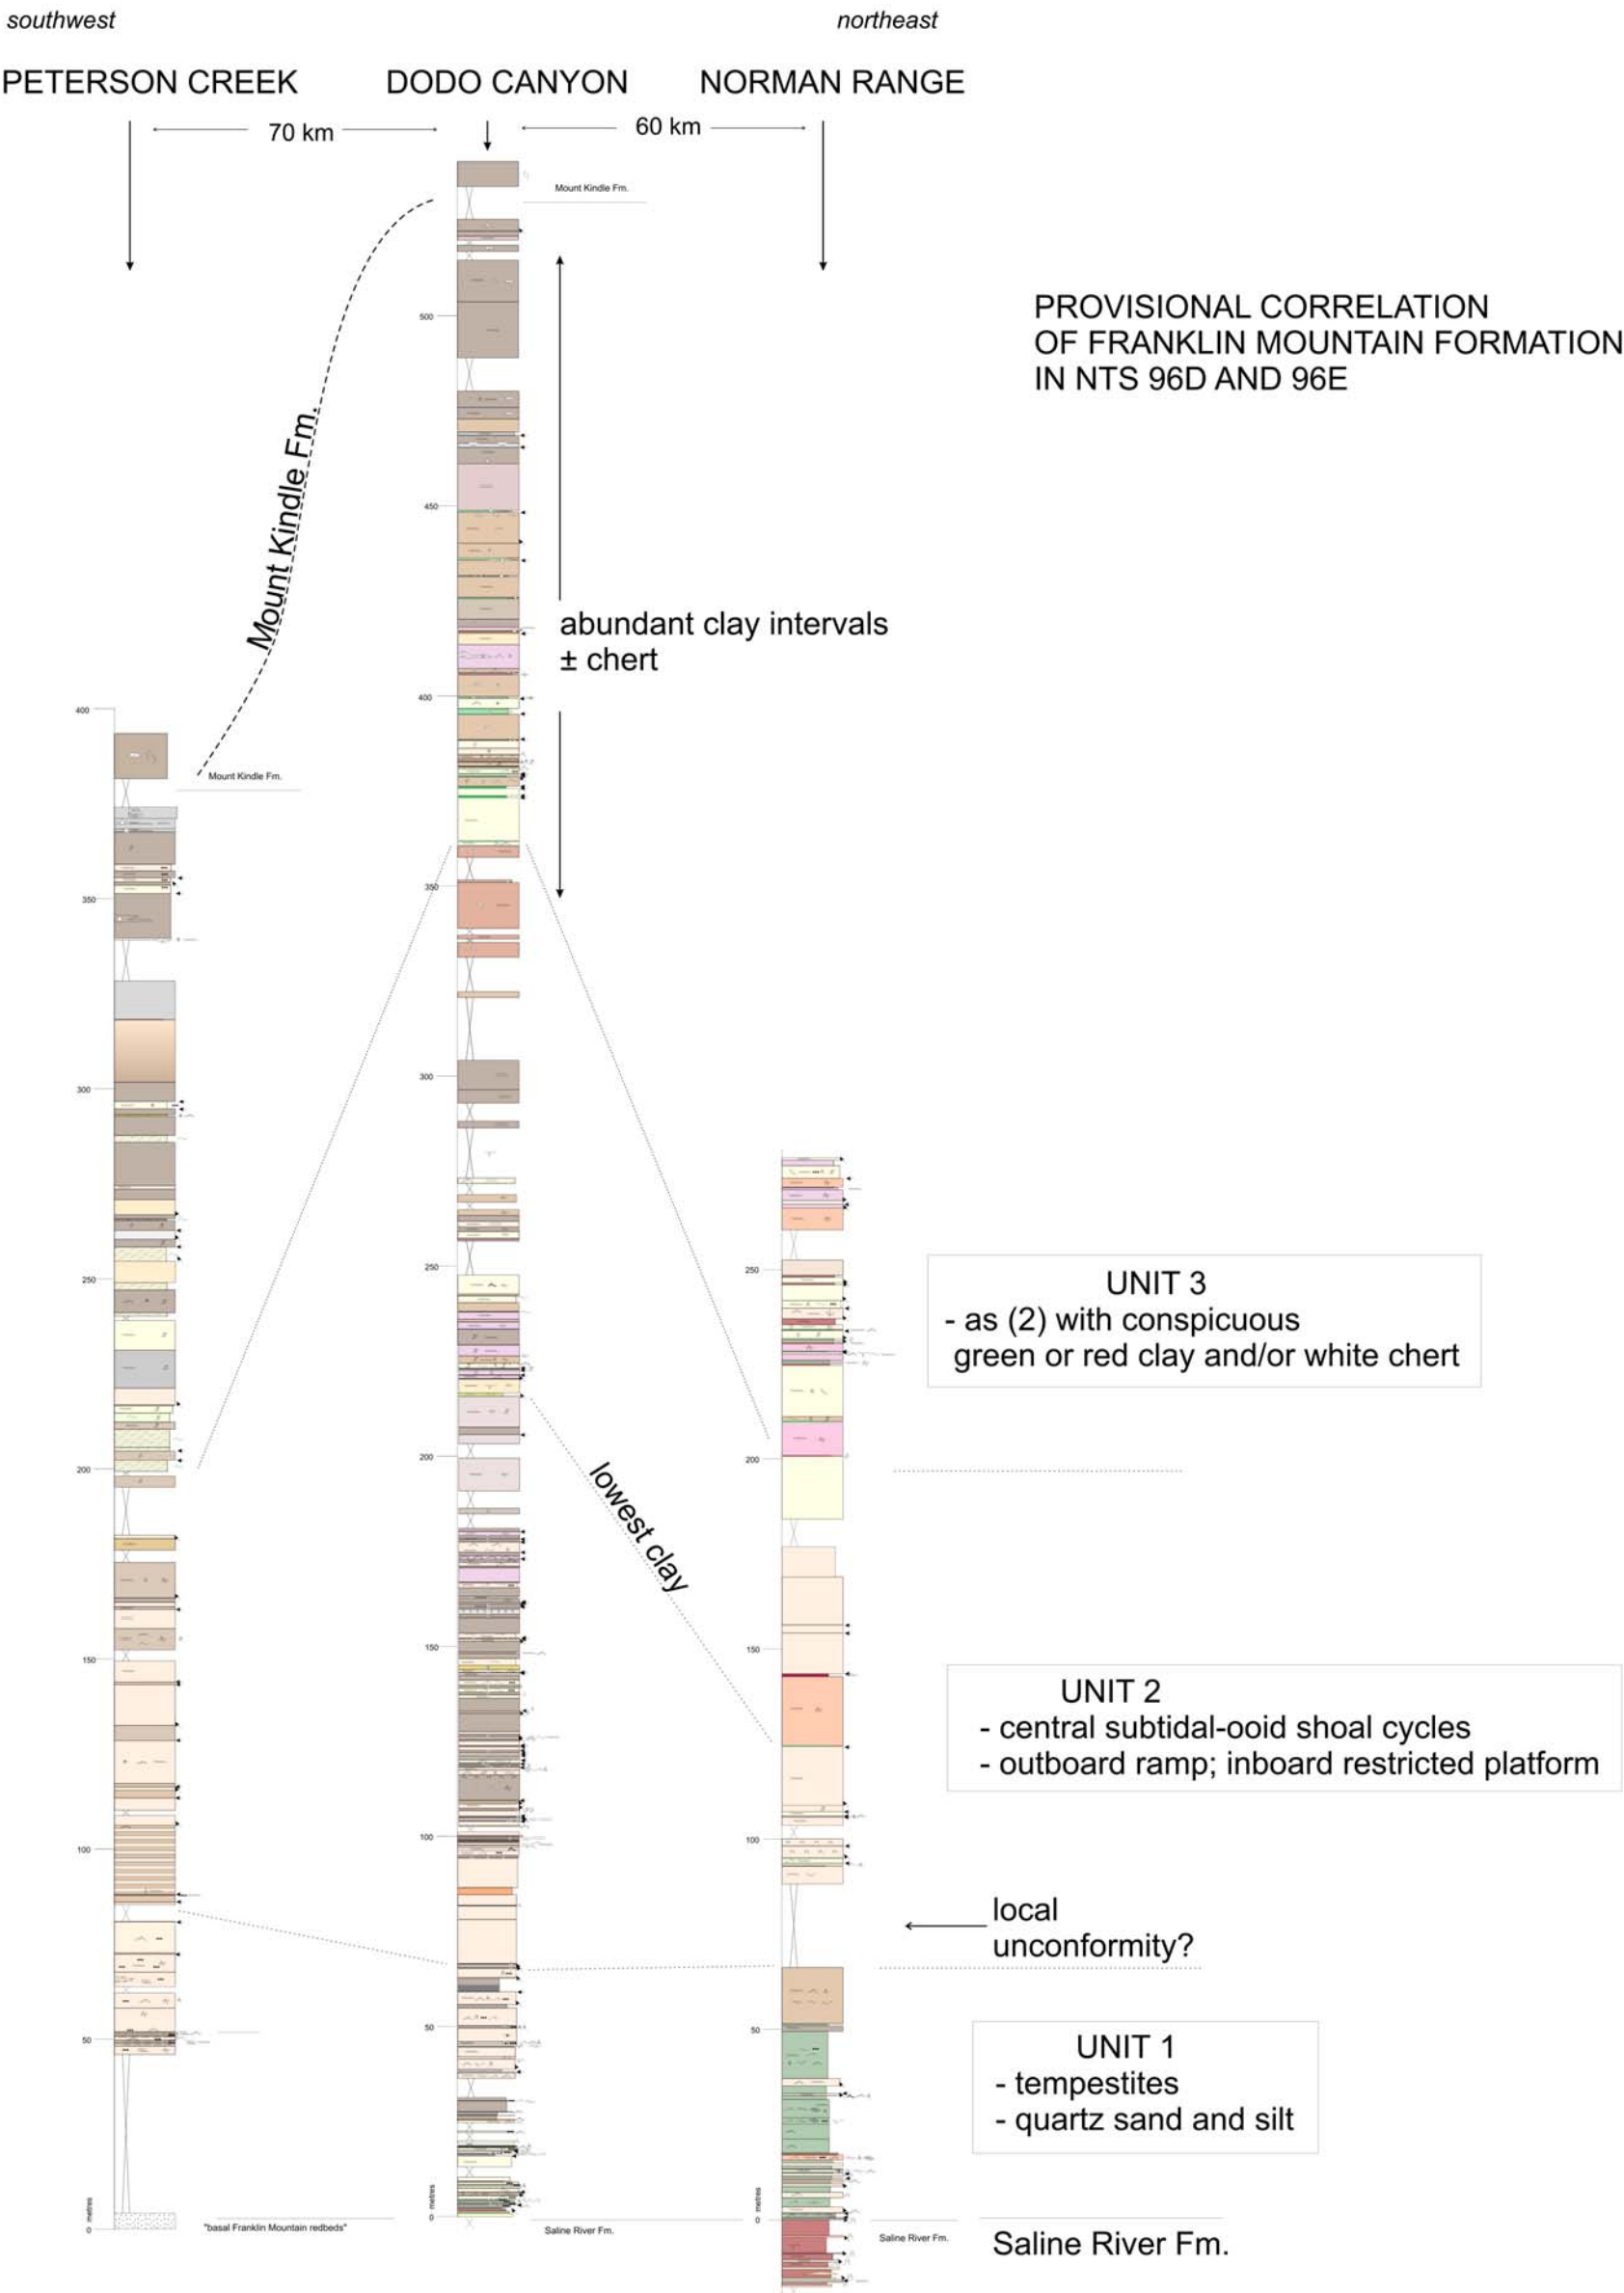 southwest
northeast
PETERSON CREEK
DODO CANYON
NORMAN RANGE
70 km
60 km
Mount Kindle Fm.
PROVISIONAL CORRELATION
OF FRANKLIN MOUNTAIN FORMATION
IN NTS 96D AND 96E
500
Mount Kindle Fm.
450
abundant clay intervals
± chert
400
400
Mount Kindle Fm.
350
350
300
300
250
250
250
UNIT 3
- as (2) with conspicuous
green or red clay and/or white chert
200
200
200
lowest clay
150
150
150
UNIT 2
- central subtidal-ooid shoal cycles
- outboard ramp; inboard restricted platform
100
100
100
local
unconformity?
50
50
50
UNIT 1
- tempestites
- quartz sand and silt
metres
metres
metres
0
0
0
"basal Franklin Mountain redbeds"
Saline River Fm.
Saline River Fm.
Saline River Fm.